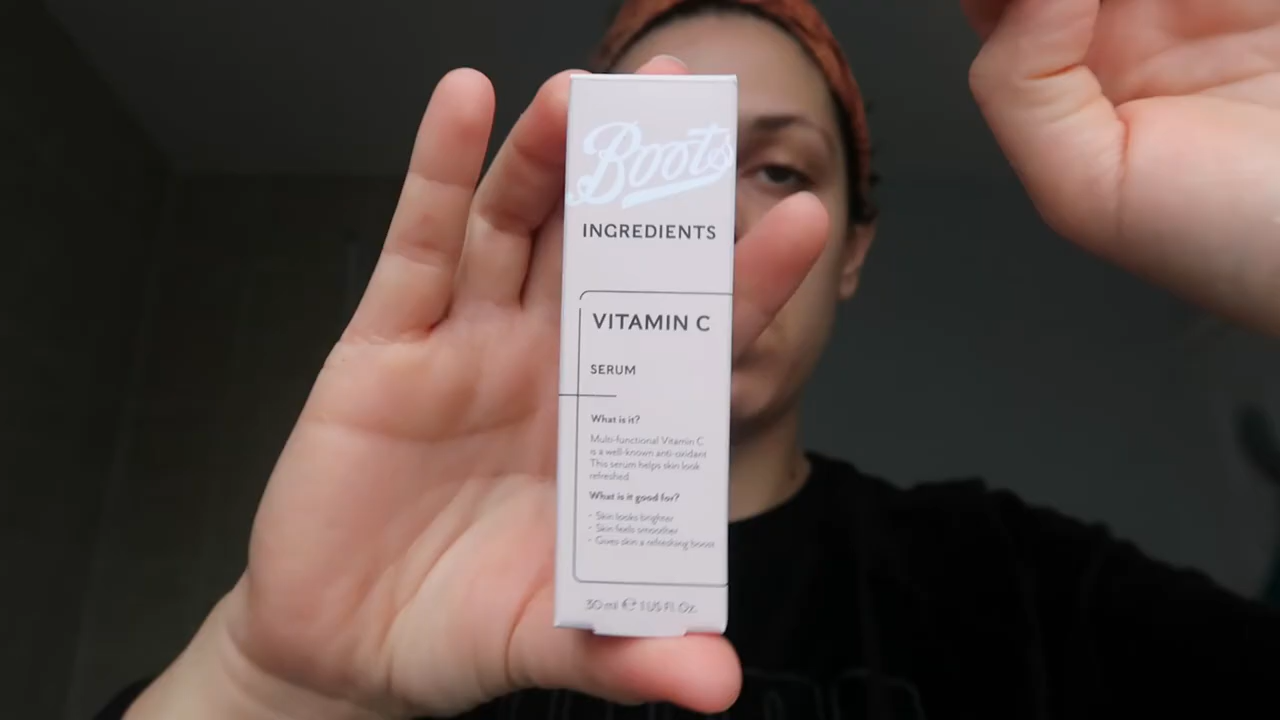 Boots
INGREDIENTS
VITAMIN C
SERUM
What is it?
Multi-functional Vitamin C
is a well-known anti-oxidant
This serum helps skin look
refreshed
What is it good for?
- Skin looks brighter
- Skin feels smoother
- Gives skin a refreshing boost
30 ml ℮ 1 US Fl. Oz.